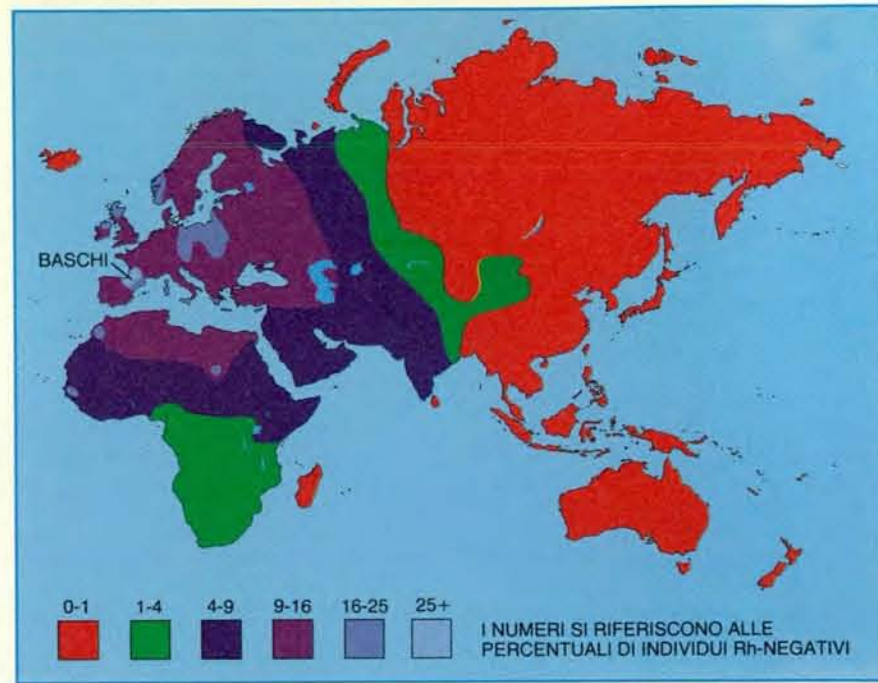 BASCHI
0-1 1-4 4-9 9-16 16-25 25+
I NUMERI SI RIFERISCONO ALLE
PERCENTUALI DI INDIVIDUI Rh-NEGATIVI